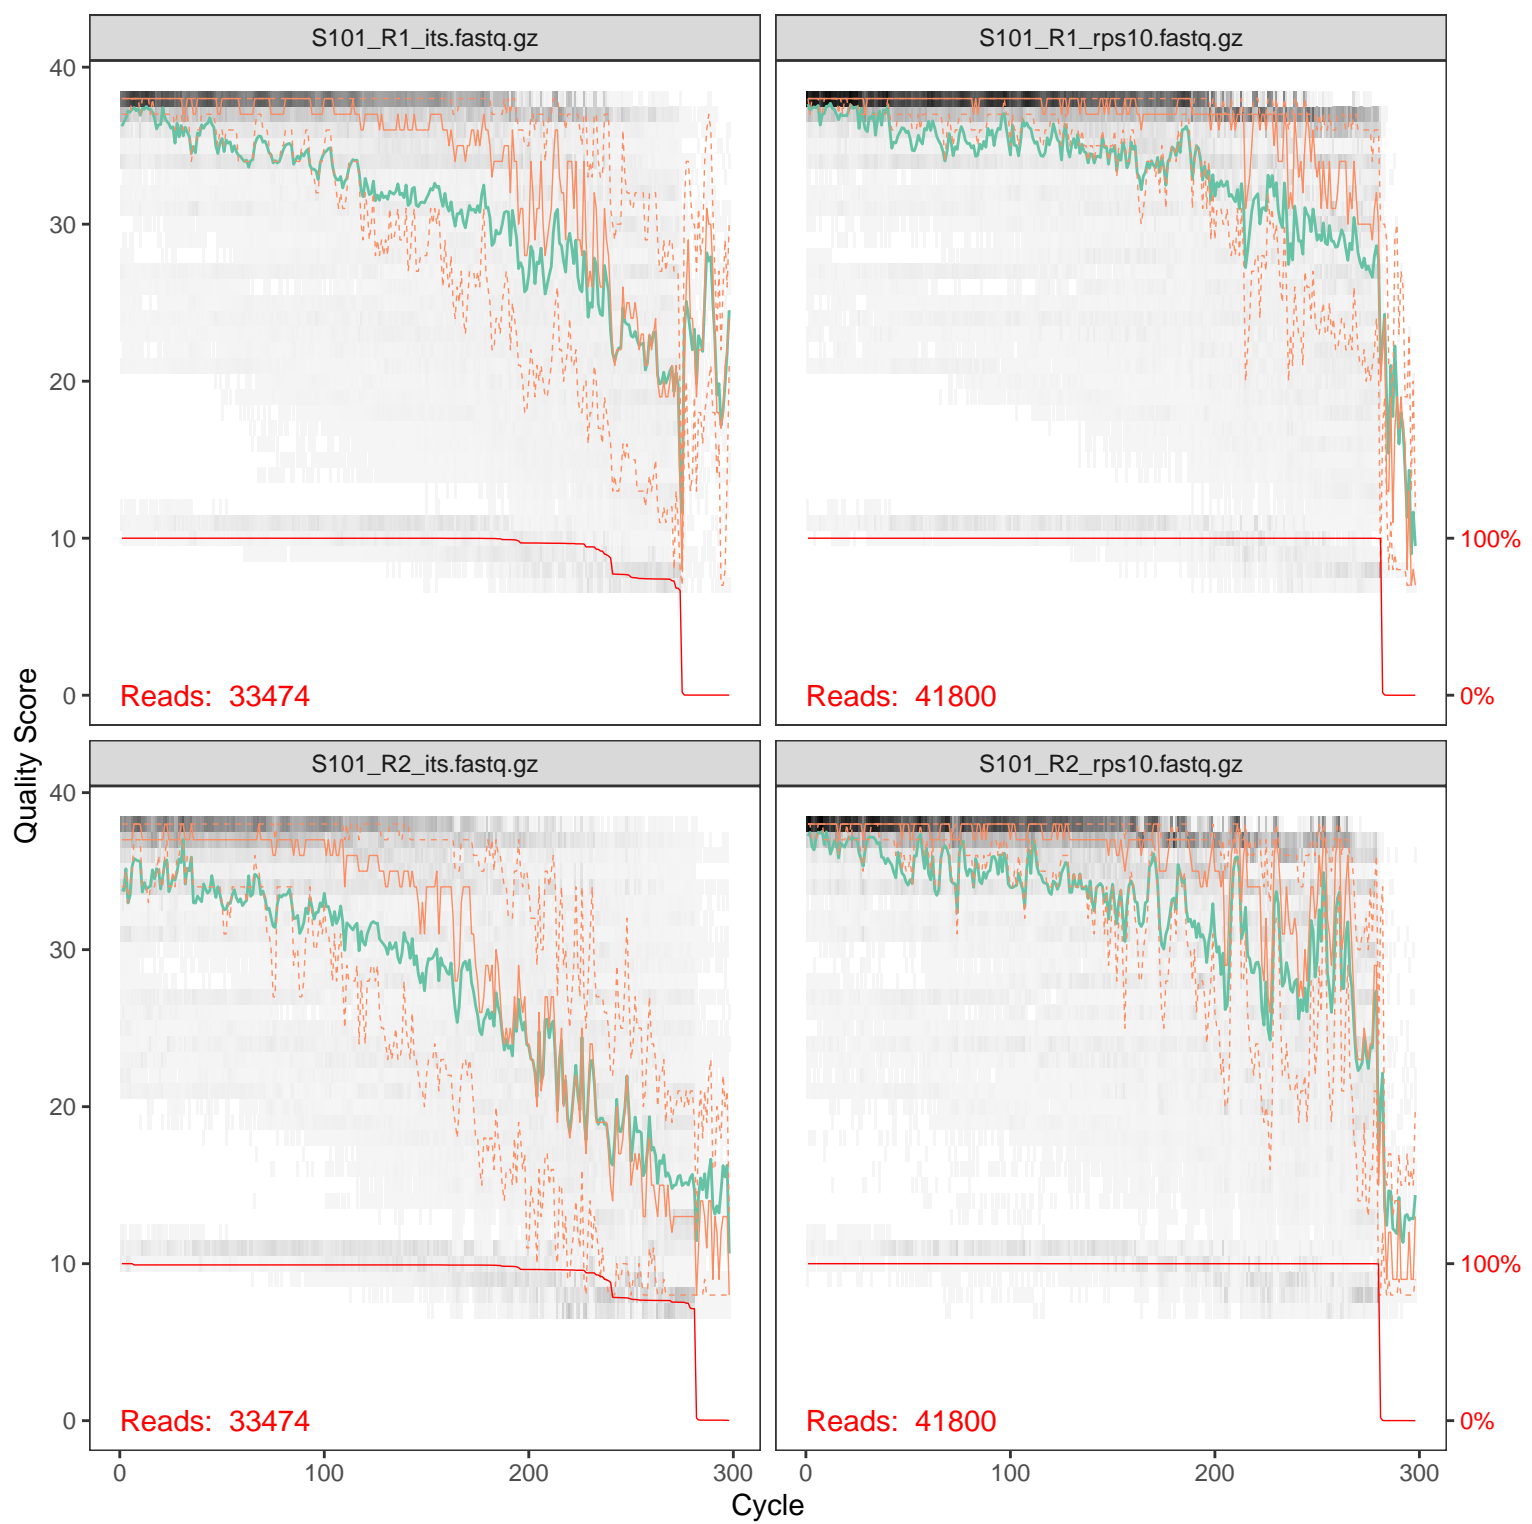 S101_R1_its.fastq.gz
S101_R1_rps10.fastq.gz
40
30
20
10
0
Reads: 33474
Reads: 41800
100%
0%
Quality Score
S101_R2_its.fastq.gz
S101_R2_rps10.fastq.gz
40
30
20
10
0
Reads: 33474
Reads: 41800
100%
0%
0
100
200
300
0
100
200
300
Cycle